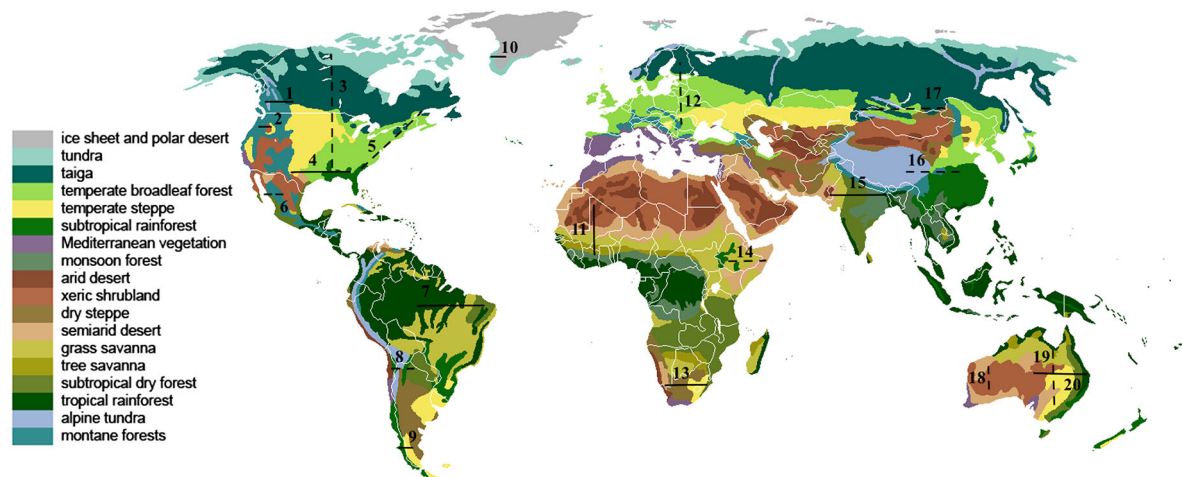 ice sheet and polar desert
tundra
taiga
temperate broadleaf forest
temperate steppe
subtropical rainforest
Mediterranean vegetation
monsoon forest
arid desert
xeric shrubland
dry steppe
semiarid desert
grass savanna
tree savanna
subtropical dry forest
tropical rainforest
alpine tundra
montane forests
1
2
3
4
5
6
7
8
9
10
11
12
13
14
15
16
17
18
19
20